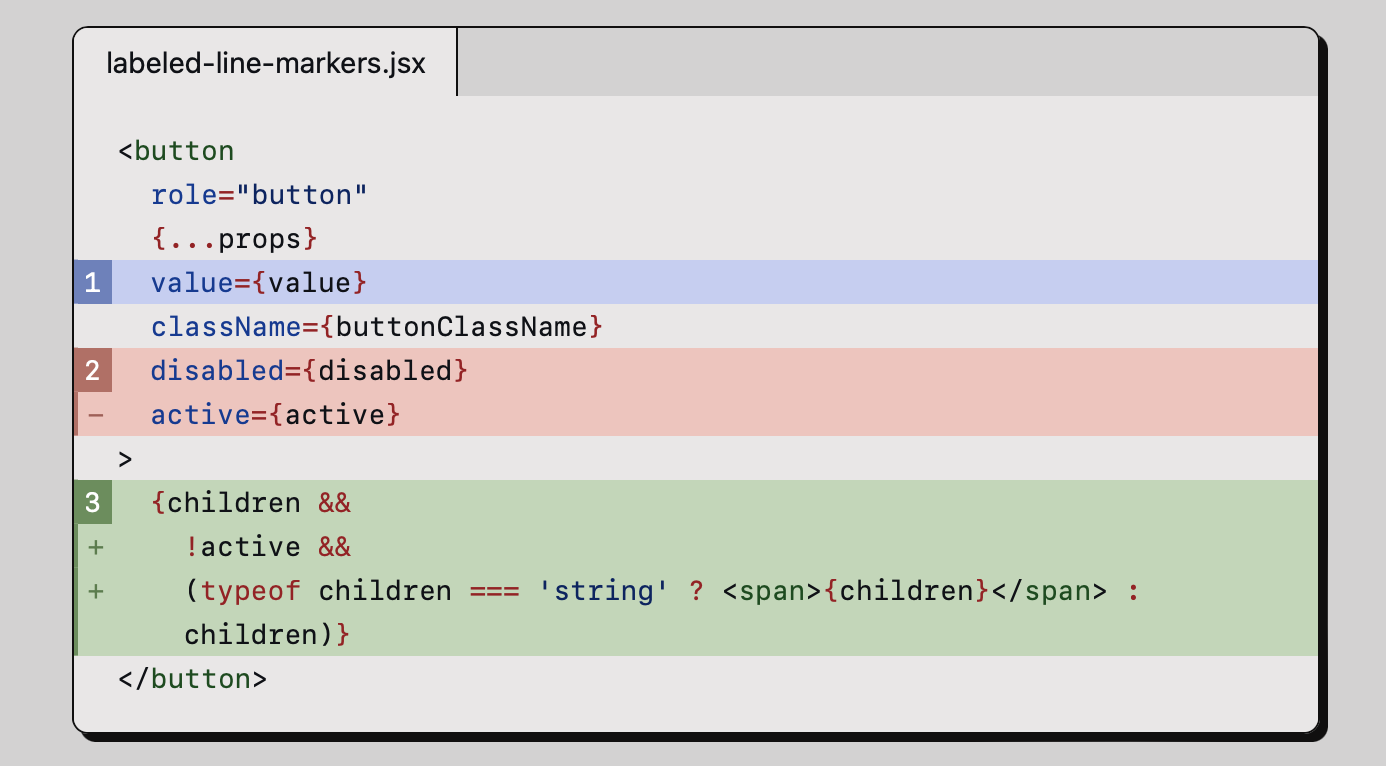 labeled-line-markers.jsx
<button
role="button"
{...props}
1 value={value}
className={buttonClassName}
2 disabled={disabled}
− active={active}
>
3 {children &&
+ !active &&
+ (typeof children === 'string' ? <span>{children}</span> :
children)}
</button>